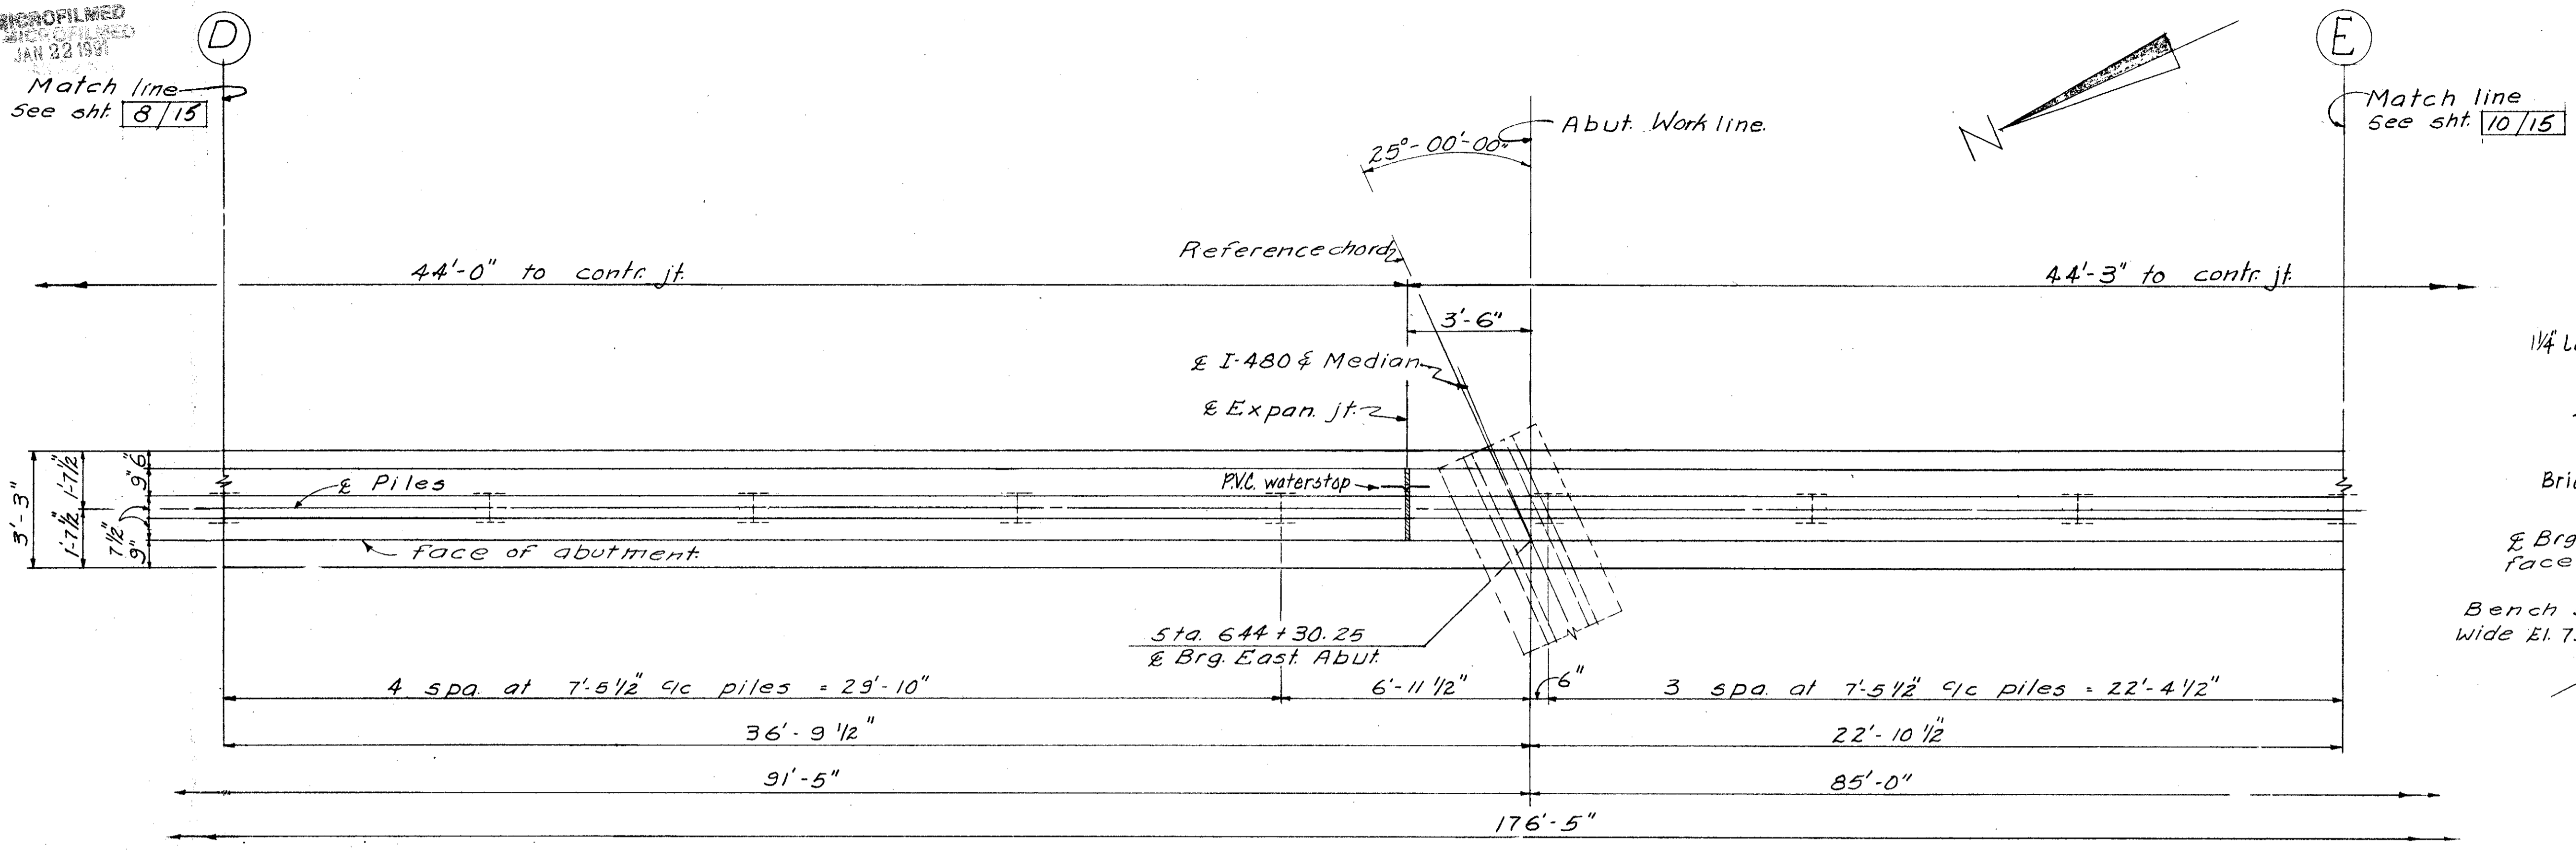 MICROFILMED
MICROFILMED
JAN 22 1991
D
E
Match line
see sht. 8/15
Match line
see sht. 10/15
N
Abut. Work line.
25°-00'-00"
Reference chord
44'-0" to contr. jt.
44'-3" to contr. jt.
3'-6"
℄ I-480 & Median
℄ Expan. jt.
1¼"
P.V.C. waterstop
℄ Piles
face of abutment.
3'-3"
1'-7½"
1'-7½"
6"
9"
7½"
9"
℄ Brg
face
Bench
wide El. 7
Sta. 644+30.25
℄ Brg. East. Abut.
4 spa. at 7'-5½" c/c piles = 29'-10"
6'-11½"
6"
3 spa. at 7'-5½" c/c piles = 22'-4½"
36'-9½"
22'-10½"
91'-5"
85'-0"
176'-5"